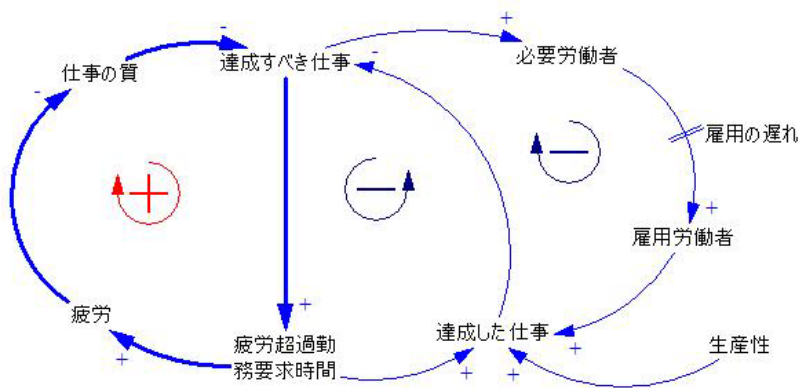 達成すべき仕事
必要労働者
仕事の質
雇用の遅れ
雇用労働者
疲労
疲労超過勤
務要求時間
達成した仕事
生産性